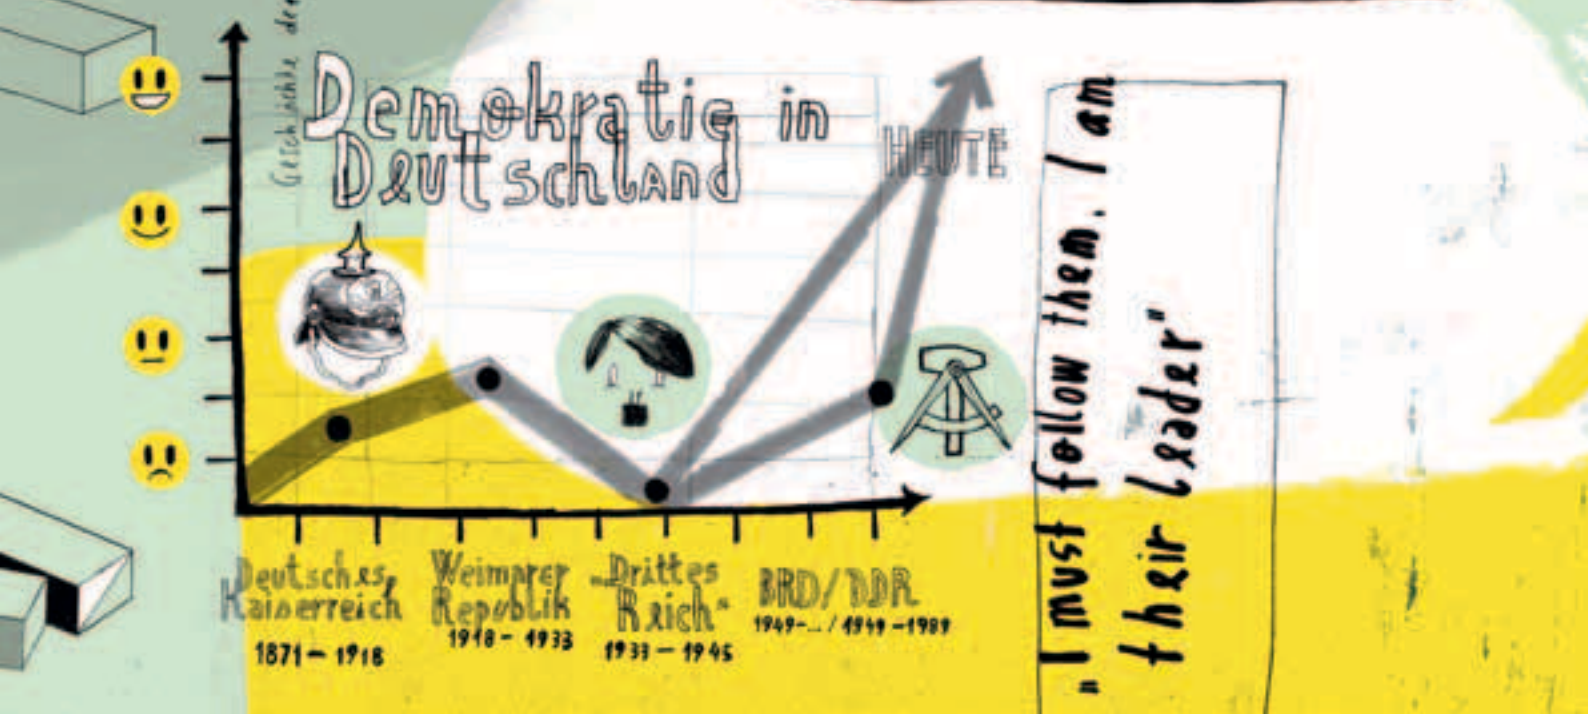 Geschichte der
Demokratie in
Deutschland
HEUTE
Deutsches
Kaiserreich
1871 – 1918
Weimarer
Republik
1918 – 1933
„Drittes
Reich“
1933 – 1945
BRD/DDR
1949-... / 1949 - 1989
"I must follow them. I am
their leader"